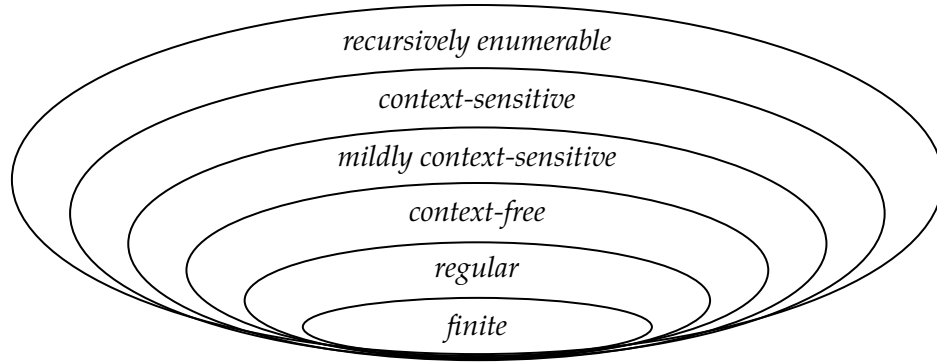 recursively enumerable
context-sensitive
mildly context-sensitive
context-free
regular
finite